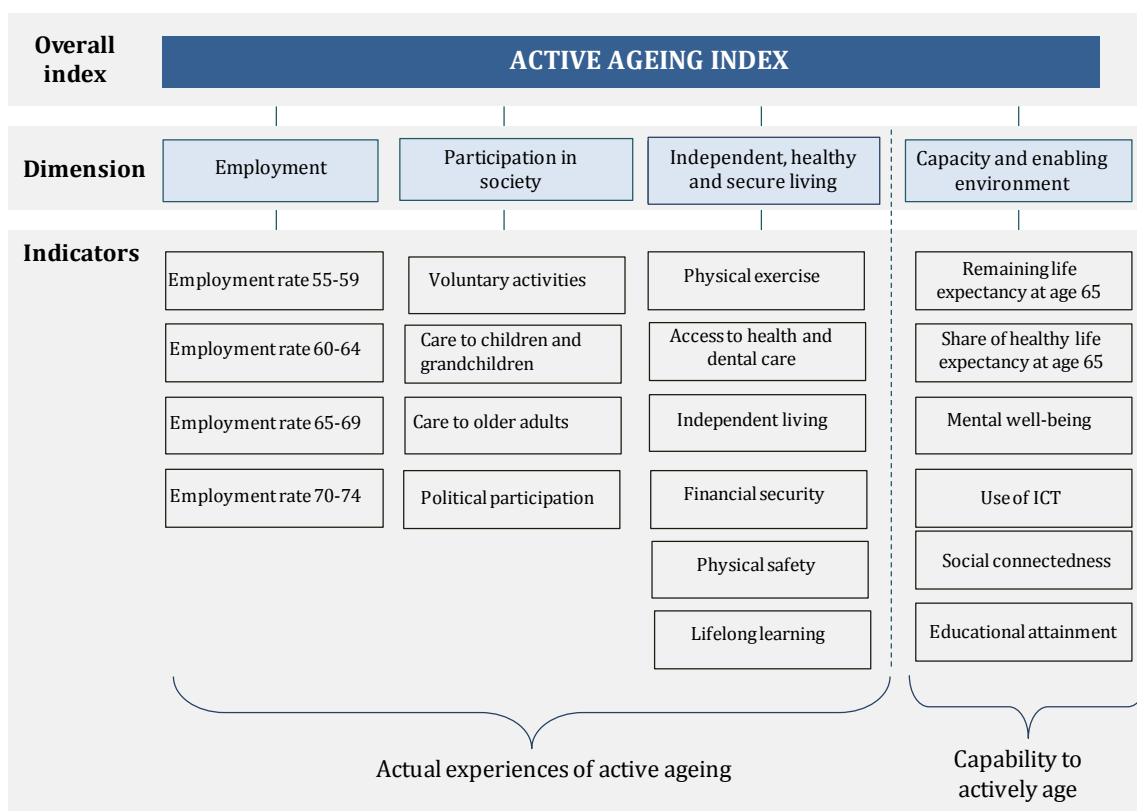 Overall
index
ACTIVE AGEING INDEX
Dimension
Employment
Participation in
society
Independent, healthy
and secure living
Capacity and enabling
environment
Indicators
Employment rate 55-59
Employment rate 60-64
Employment rate 65-69
Employment rate 70-74
Voluntary activities
Care to children and
grandchildren
Care to older adults
Political participation
Physical exercise
Access to health and
dental care
Independent living
Financial security
Physical safety
Lifelong learning
Remaining life
expectancy at age 65
Share of healthy life
expectancy at age 65
Mental well-being
Use of ICT
Social connectedness
Educational attainment
Actual experiences of active ageing
Capability to
actively age